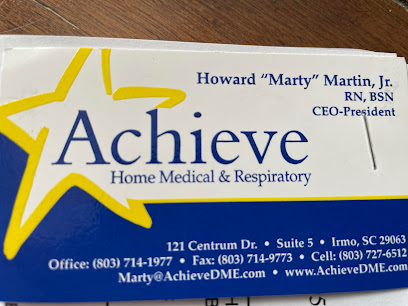 Howard “Marty” Martin, Jr.
RN, BSN
CEO-President
Achieve
Home Medical & Respiratory
121 Centrum Dr. • Suite 5 • Irmo, SC 29063
Office: (803) 714-1977 • Fax: (803) 714-9773 • Cell: (803) 727-6512
Marty@AchieveDME.com • www.AchieveDME.com